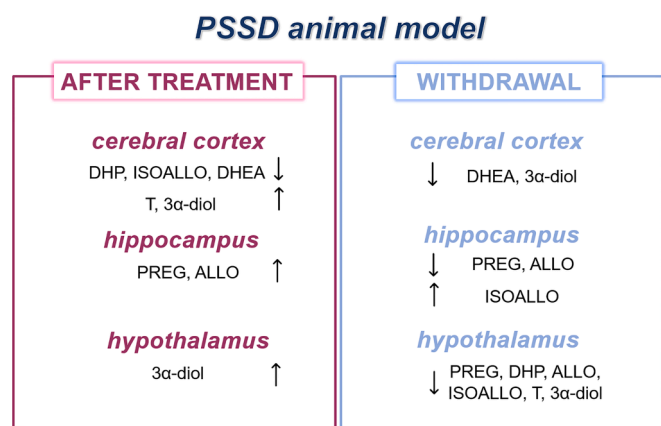 PSSD animal model
AFTER TREATMENT
cerebral cortex
DHP, ISOALLO, DHEA ↓
T, 3α-diol ↑
hippocampus
PREG, ALLO ↑
hypothalamus
3α-diol ↑
WITHDRAWAL
cerebral cortex
↓ DHEA, 3α-diol
hippocampus
↓ PREG, ALLO
↑ ISOALLO
hypothalamus
↓ PREG, DHP, ALLO,
ISOALLO, T, 3α-diol